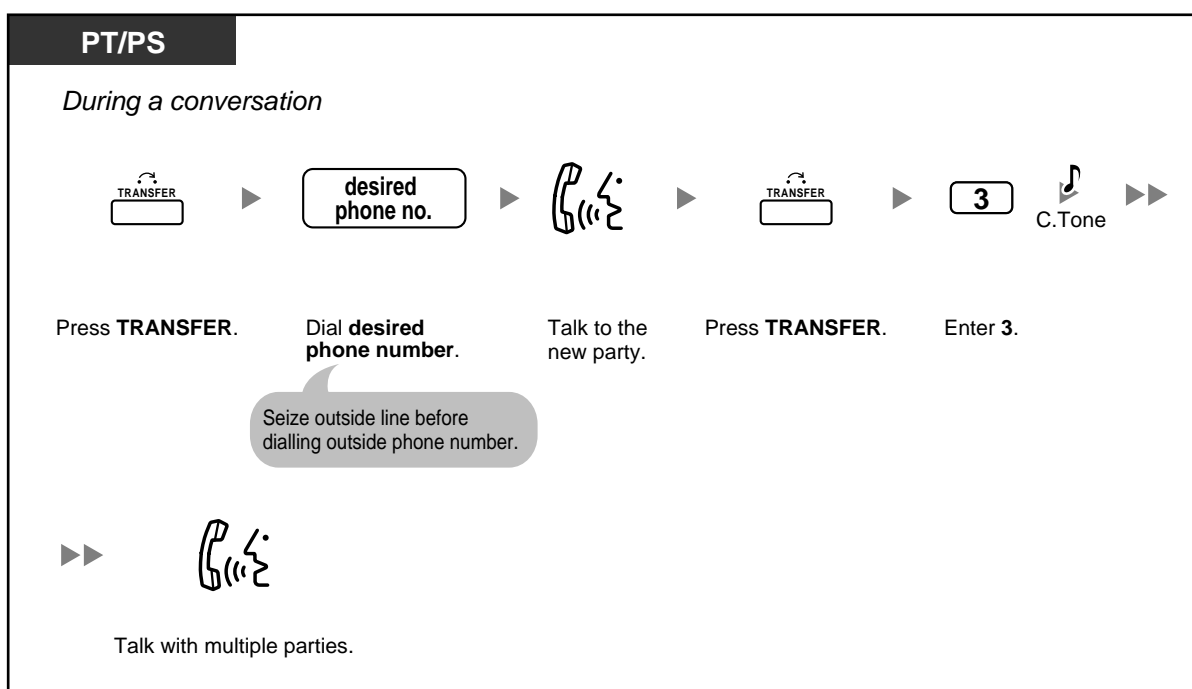 PT/PS
During a conversation
TRANSFER
desired
phone no.
TRANSFER
3
C.Tone
Press TRANSFER.
Dial desired
phone number.
Talk to the
new party.
Press TRANSFER.
Enter 3.
Seize outside line before
dialling outside phone number.
Talk with multiple parties.